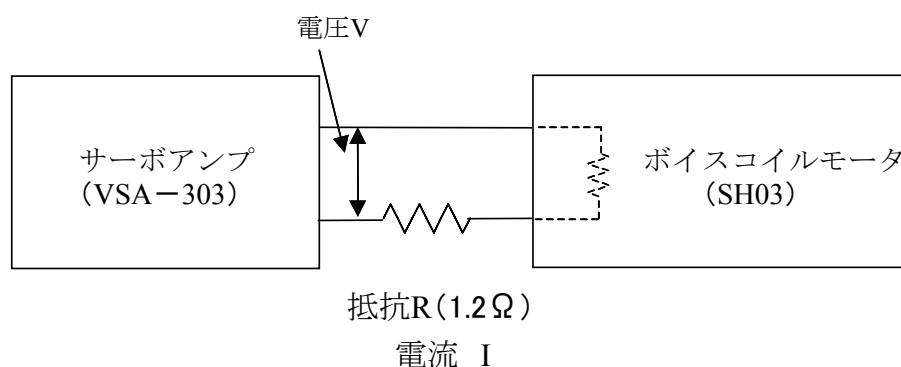 電圧V
サーボアンプ
(VSA－303)
ボイスコイルモータ
(SH03)
抵抗R(1.2Ω)
電流 I